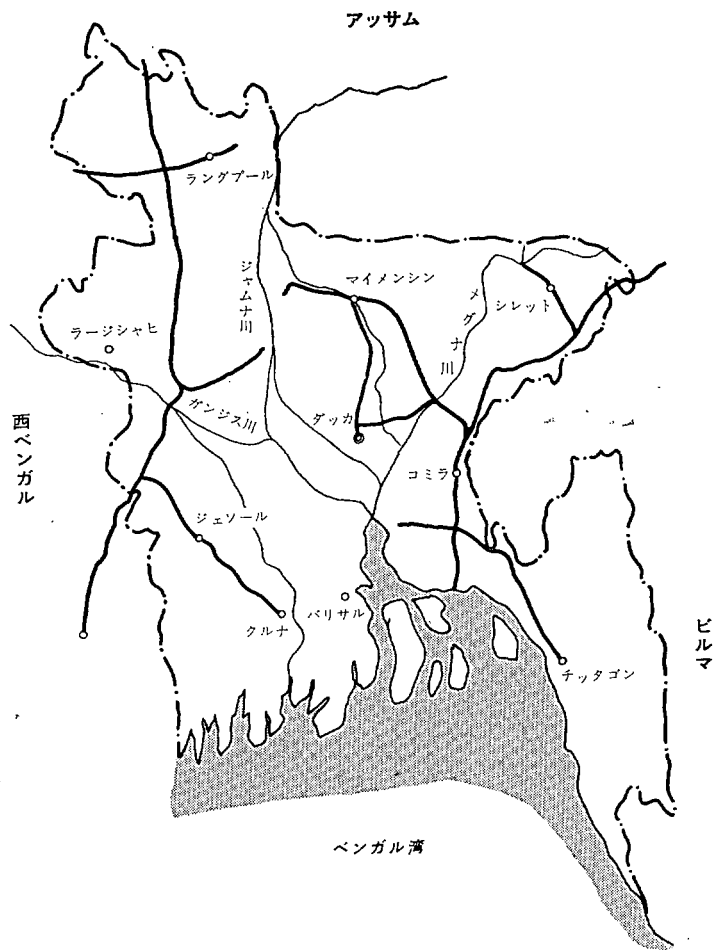 アッサム
ラングプール
ジャムナ川
マイメンシン
メグナ川
シレット
ラージシャヒ
ガンジス川
ダッカ
西ベンガル
コミラ
ジェソール
バリサル
クルナ
ビルマ
チッタゴン
ベンガル湾